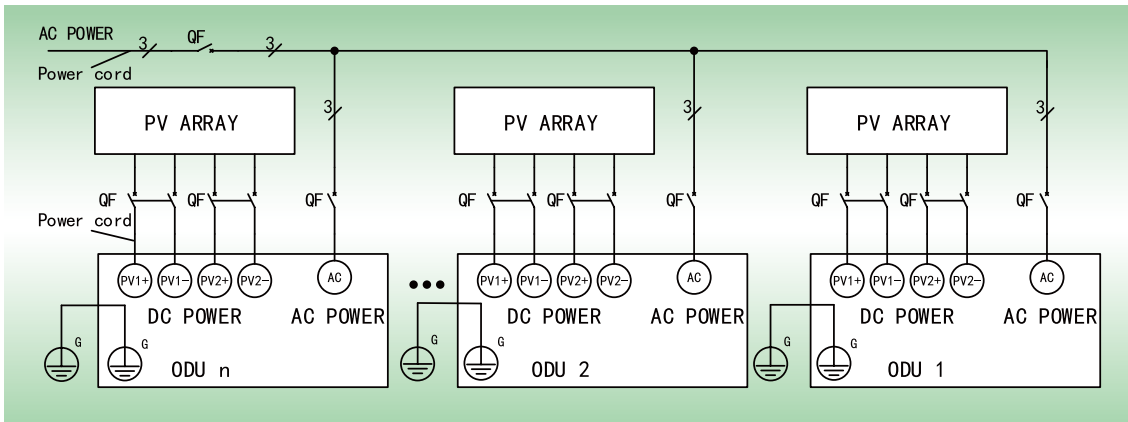 AC POWER
3
QF
3
Power cord
3
3
3
PV ARRAY
PV ARRAY
PV ARRAY
QF
QF
QF
QF
QF
QF
QF
QF
QF
Power cord
PV1+
PV1-
PV2+
PV2-
AC
PV1+
PV1-
PV2+
PV2-
AC
PV1+
PV1-
PV2+
PV2-
AC
DC POWER
AC POWER
DC POWER
AC POWER
DC POWER
AC POWER
G
G
G
G
G
G
ODU n
ODU 2
ODU 1